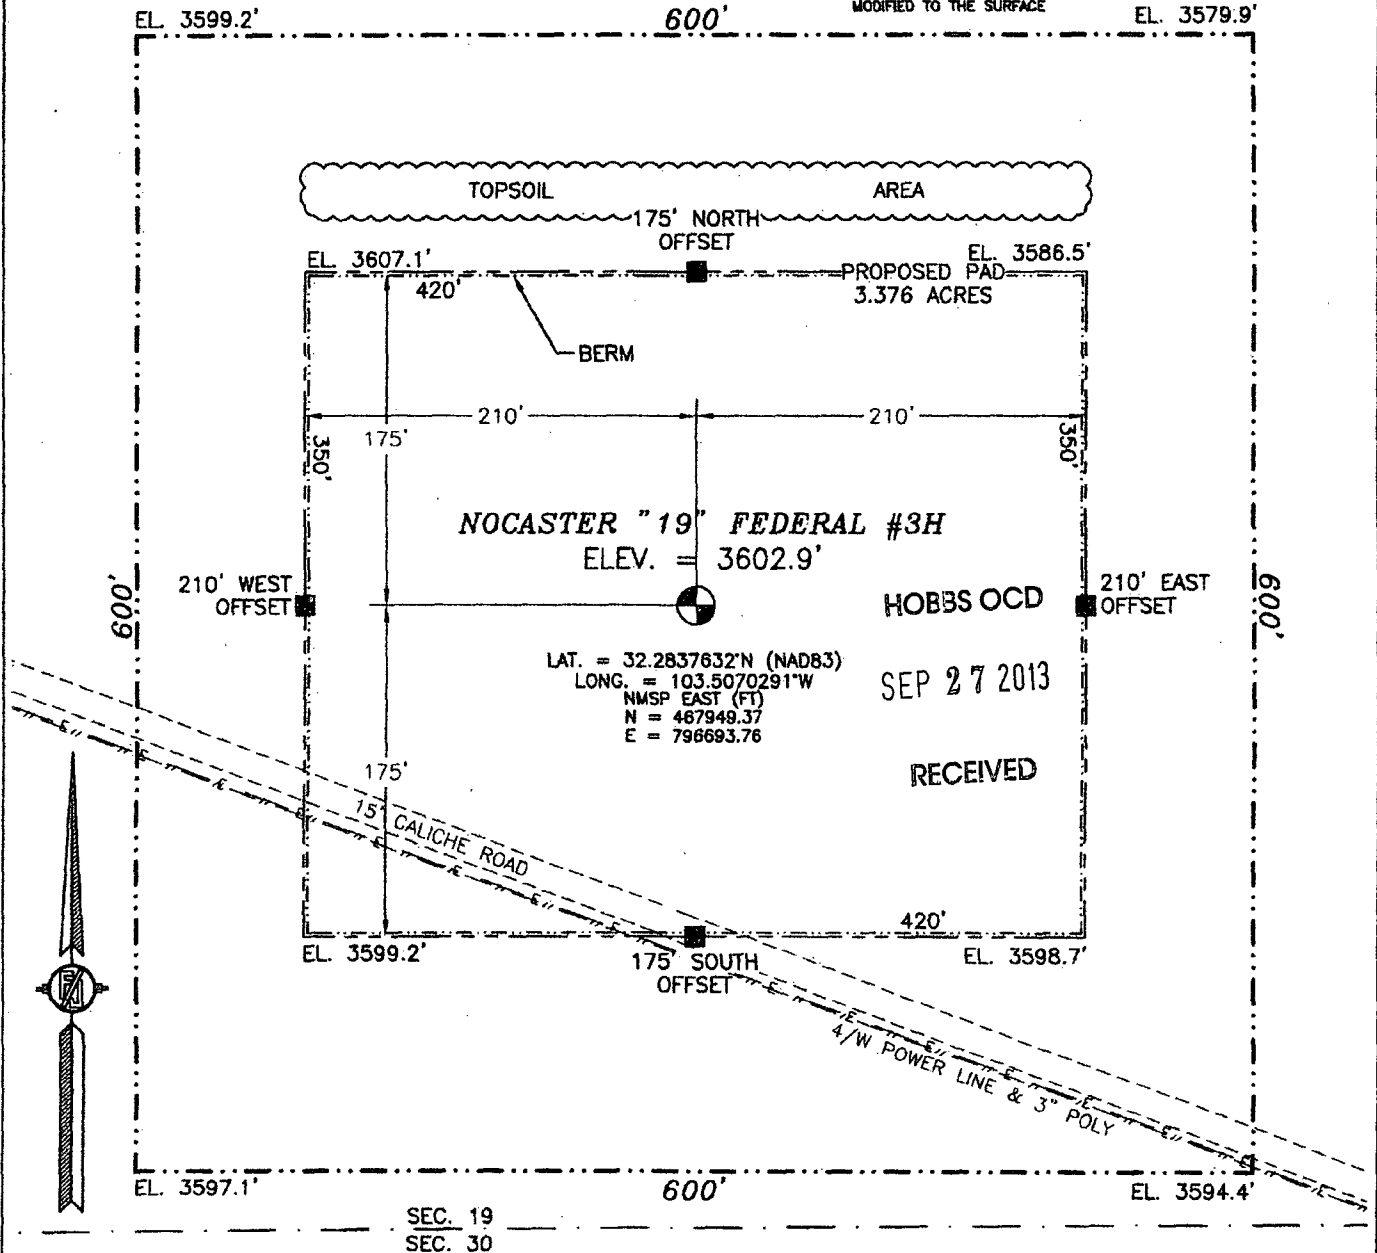 MODIFIED TO THE SURFACE
EL. 3599.2'
600'
EL. 3579.9'
TOPSOIL AREA
175' NORTH
OFFSET
EL. 3607.1'
EL. 3586.5'
420'
PROPOSED PAD
3.376 ACRES
BERM
210'
210'
175'
350'
350'
NOCASTER "19" FEDERAL #3H
ELEV. = 3602.9'
600'
210' WEST
OFFSET
210' EAST
OFFSET
600'
HOBBS OCD
SEP 27 2013
RECEIVED
LAT. = 32.2837632°N (NAD83)
LONG. = 103.5070291°W
NMSP EAST (FT)
N = 467949.37
E = 796693.76
175'
15' CALICHE ROAD
420'
EL. 3599.2'
175' SOUTH
OFFSET
EL. 3598.7'
4/W POWER LINE & 3" POLY
EL. 3597.1'
600'
EL. 3594.4'
SEC. 19
SEC. 30